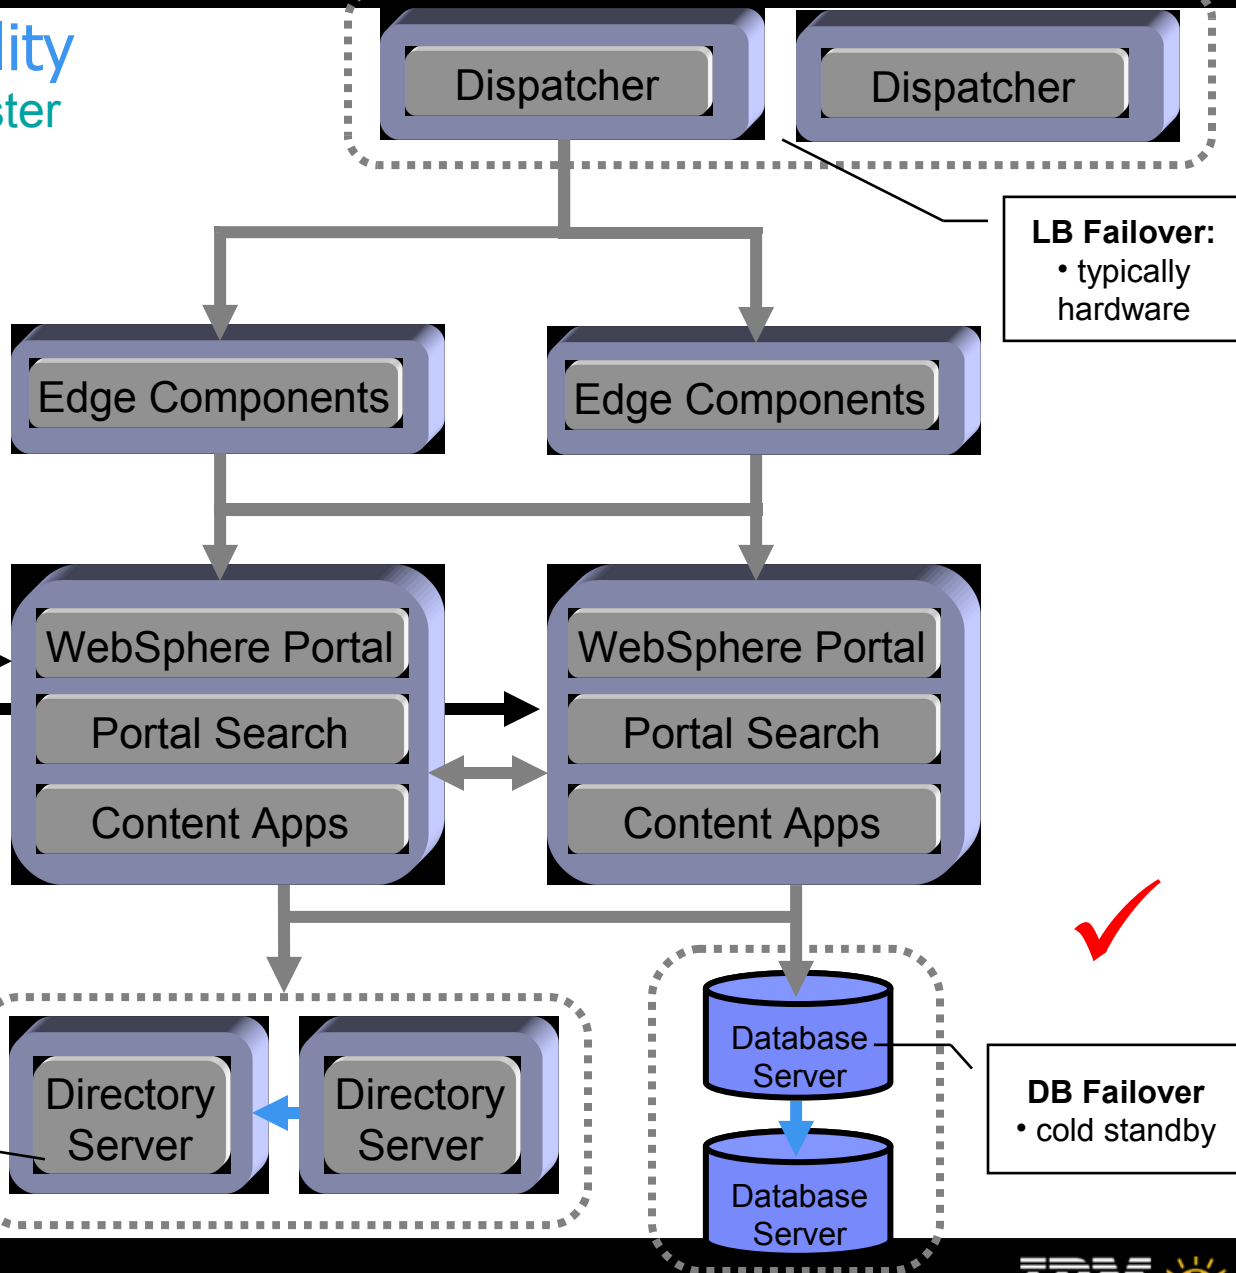 lity
ster
Dispatcher
Dispatcher
LB Failover:
• typically
hardware
Edge Components
Edge Components
WebSphere Portal
WebSphere Portal
Portal Search
Portal Search
Content Apps
Content Apps
Directory
Server
Directory
Server
Database
Server
DB Failover
• cold standby
Database
Server
IBM